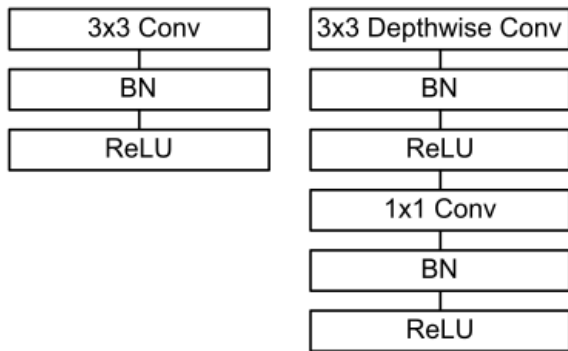 3x3 Conv
BN
ReLU
3x3 Depthwise Conv
BN
ReLU
1x1 Conv
BN
ReLU